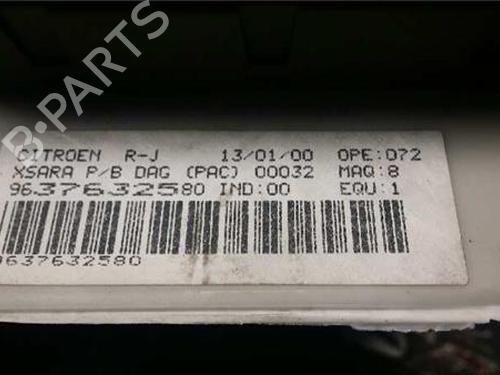 B-PARTS
CITROEN R-J 13/01/00 OPE:072
XSARA P/B DAG (PAC) 00032 MAQ:8
9637632580 IND:00 EQU:1
9637632580